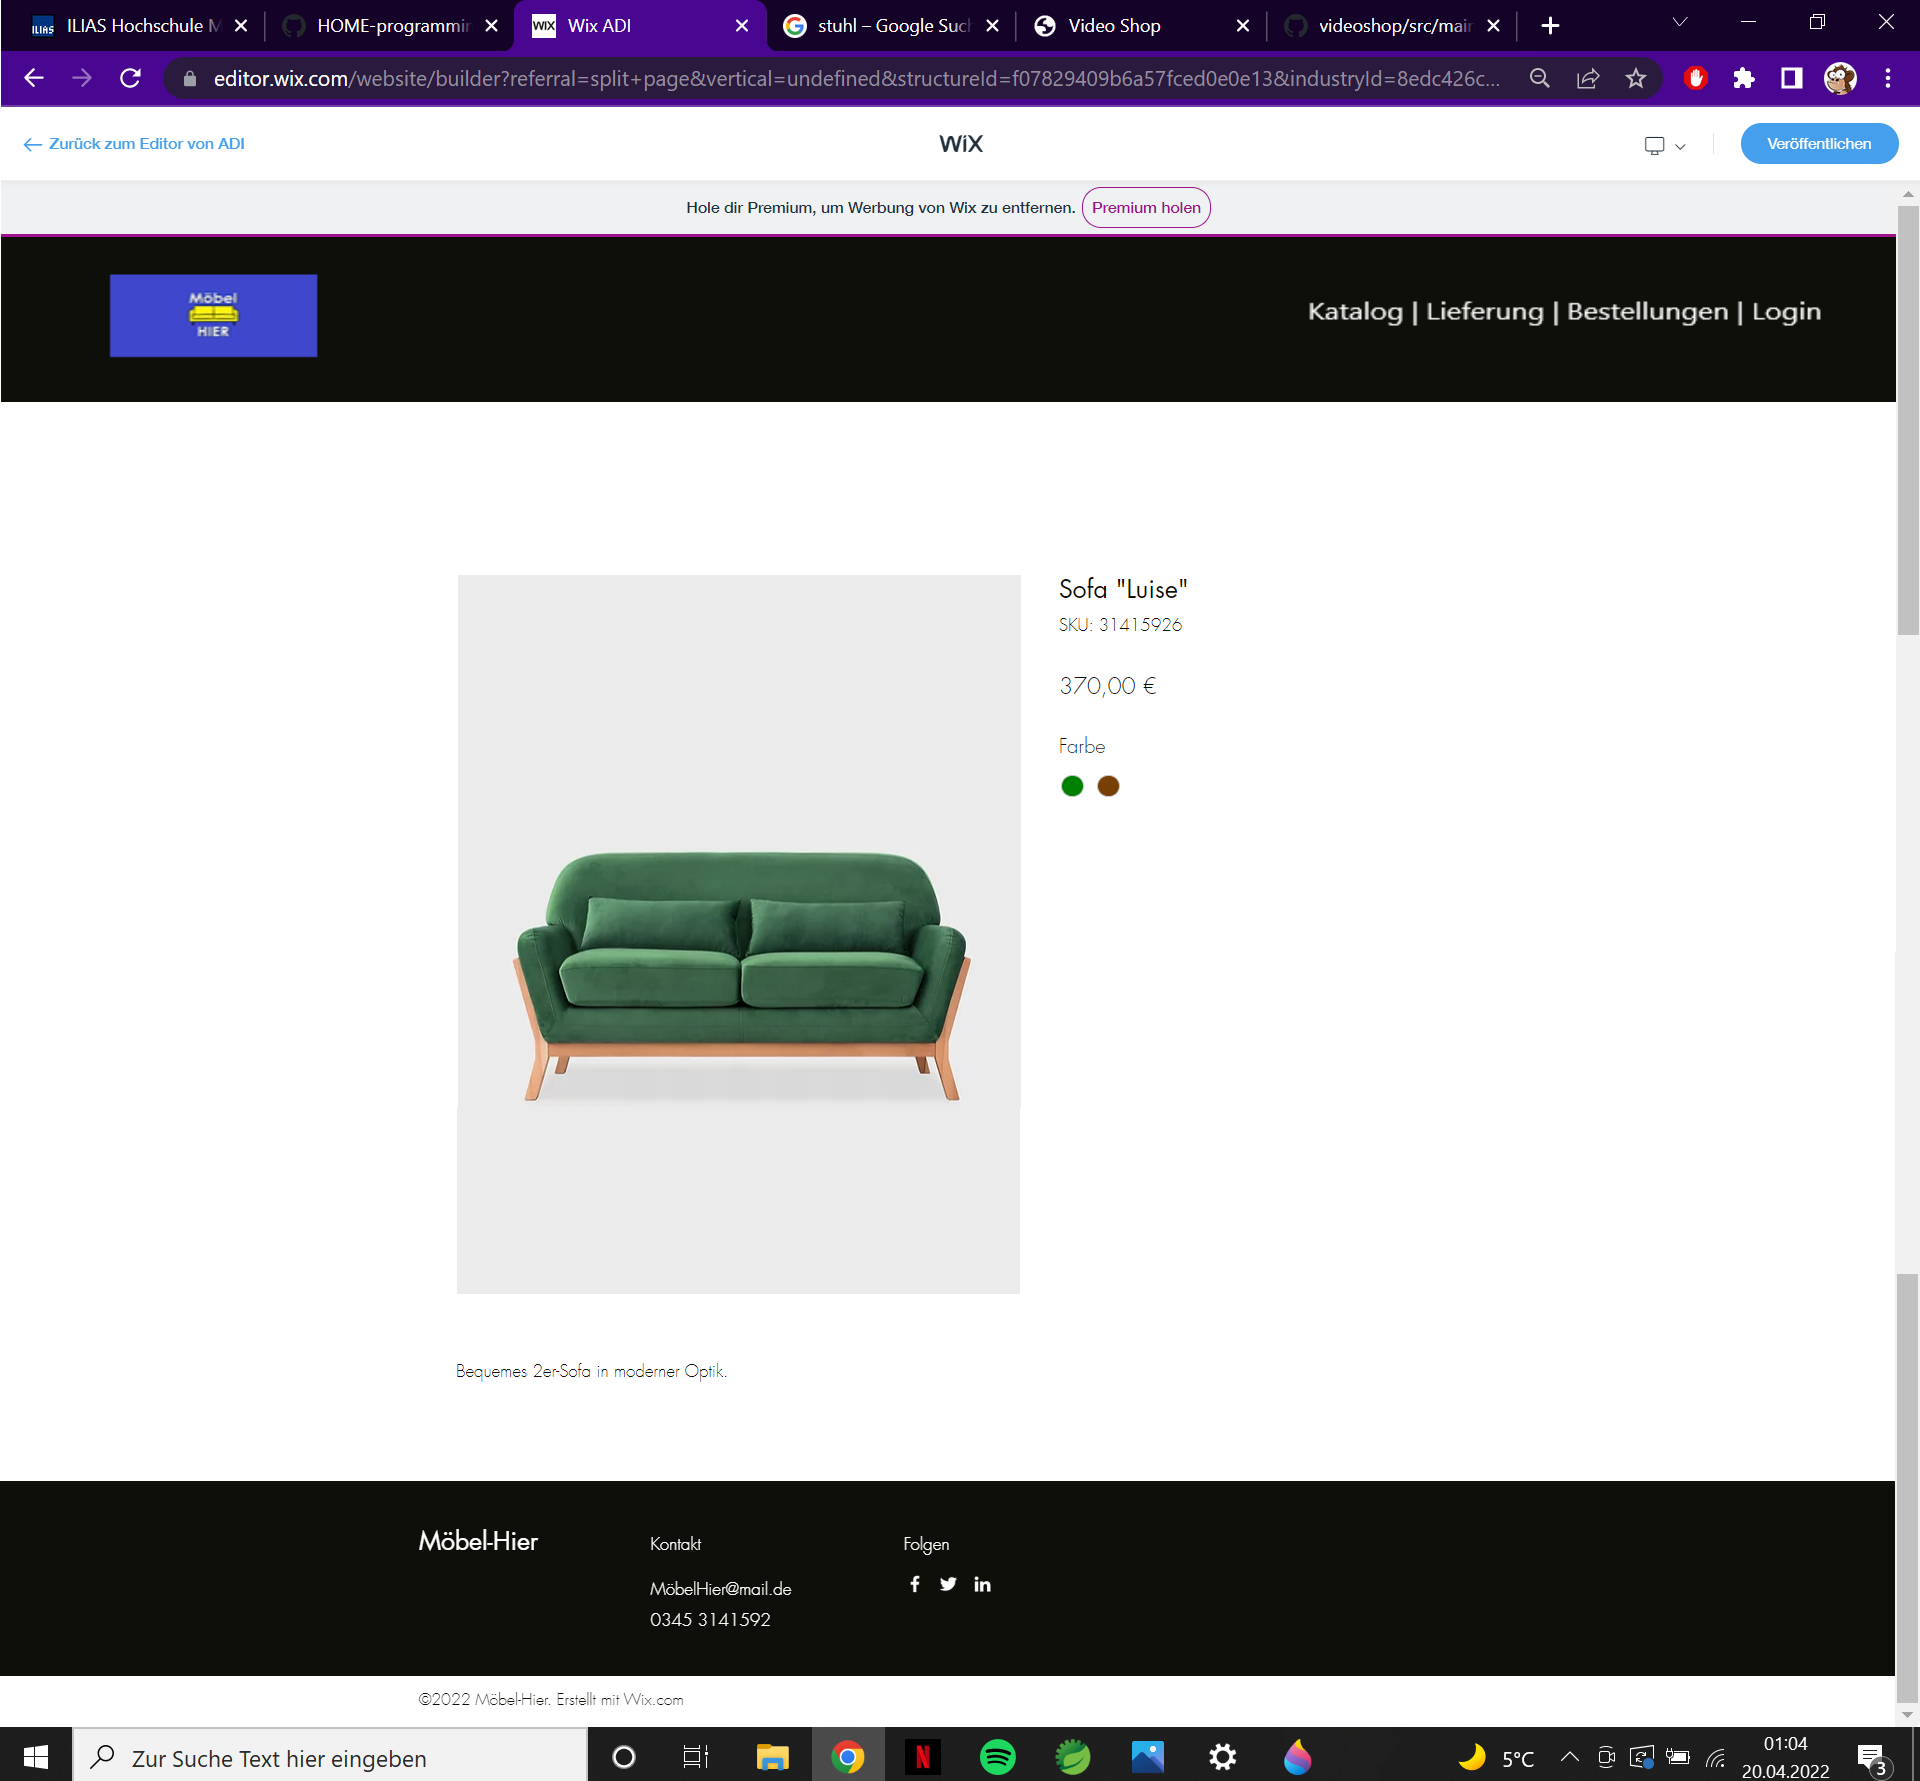 ILIAS Hochschule M
HOME-programmin
WiX Wix ADI
stuhl – Google Such
Video Shop
videoshop/src/main
editor.wix.com/website/builder?referral=split+page&vertical=undefined&structureId=f07829409b6a57fced0e0e13&industryId=8edc426c...
Zurück zum Editor von ADI
WiX
Veröffentlichen
Hole dir Premium, um Werbung von Wix zu entfernen. Premium holen
Möbel
HIER
Katalog | Lieferung | Bestellungen | Login
Sofa "Luise"
SKU: 31415926
370,00 €
Farbe
Bequemes 2er-Sofa in moderner Optik.
Möbel-Hier
Kontakt
Folgen
MöbelHier@mail.de
0345 3141592
©2022 Möbel-Hier. Erstellt mit Wix.com
Zur Suche Text hier eingeben
5°C
01:04
20.04.2022
3